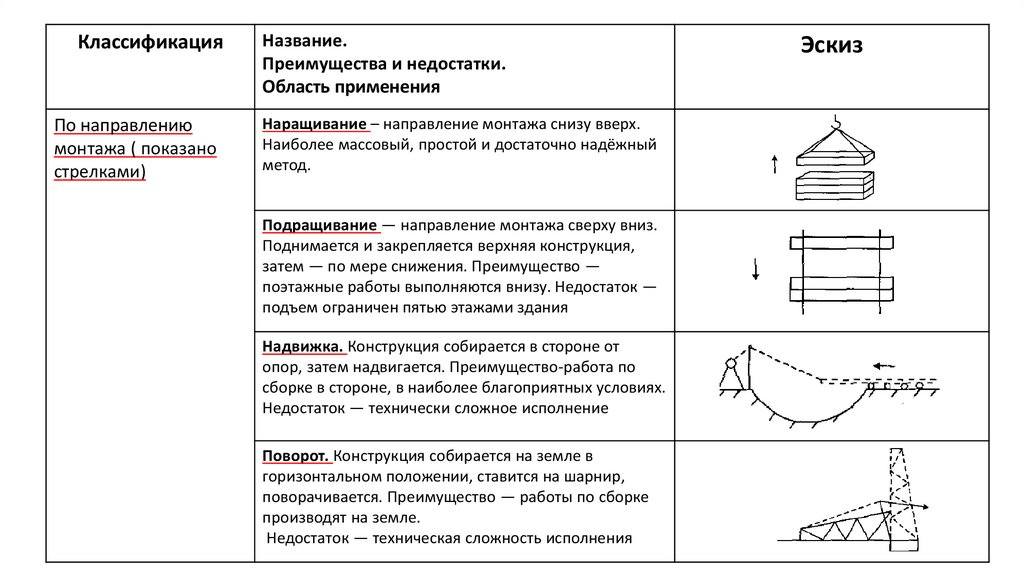 Классификация
Название.
Преимущества и недостатки.
Область применения
Эскиз
По направлению
монтажа ( показано
стрелками)
Наращивание – направление монтажа снизу вверх.
Наиболее массовый, простой и достаточно надёжный
метод.
Подращивание — направление монтажа сверху вниз.
Поднимается и закрепляется верхняя конструкция,
затем — по мере снижения. Преимущество —
поэтажные работы выполняются внизу. Недостаток —
подъем ограничен пятью этажами здания
Надвижка. Конструкция собирается в стороне от
опор, затем надвигается. Преимущество-работа по
сборке в стороне, в наиболее благоприятных условиях.
Недостаток — технически сложное исполнение
Поворот. Конструкция собирается на земле в
горизонтальном положении, ставится на шарнир,
поворачивается. Преимущество — работы по сборке
производят на земле.
Недостаток — техническая сложность исполнения